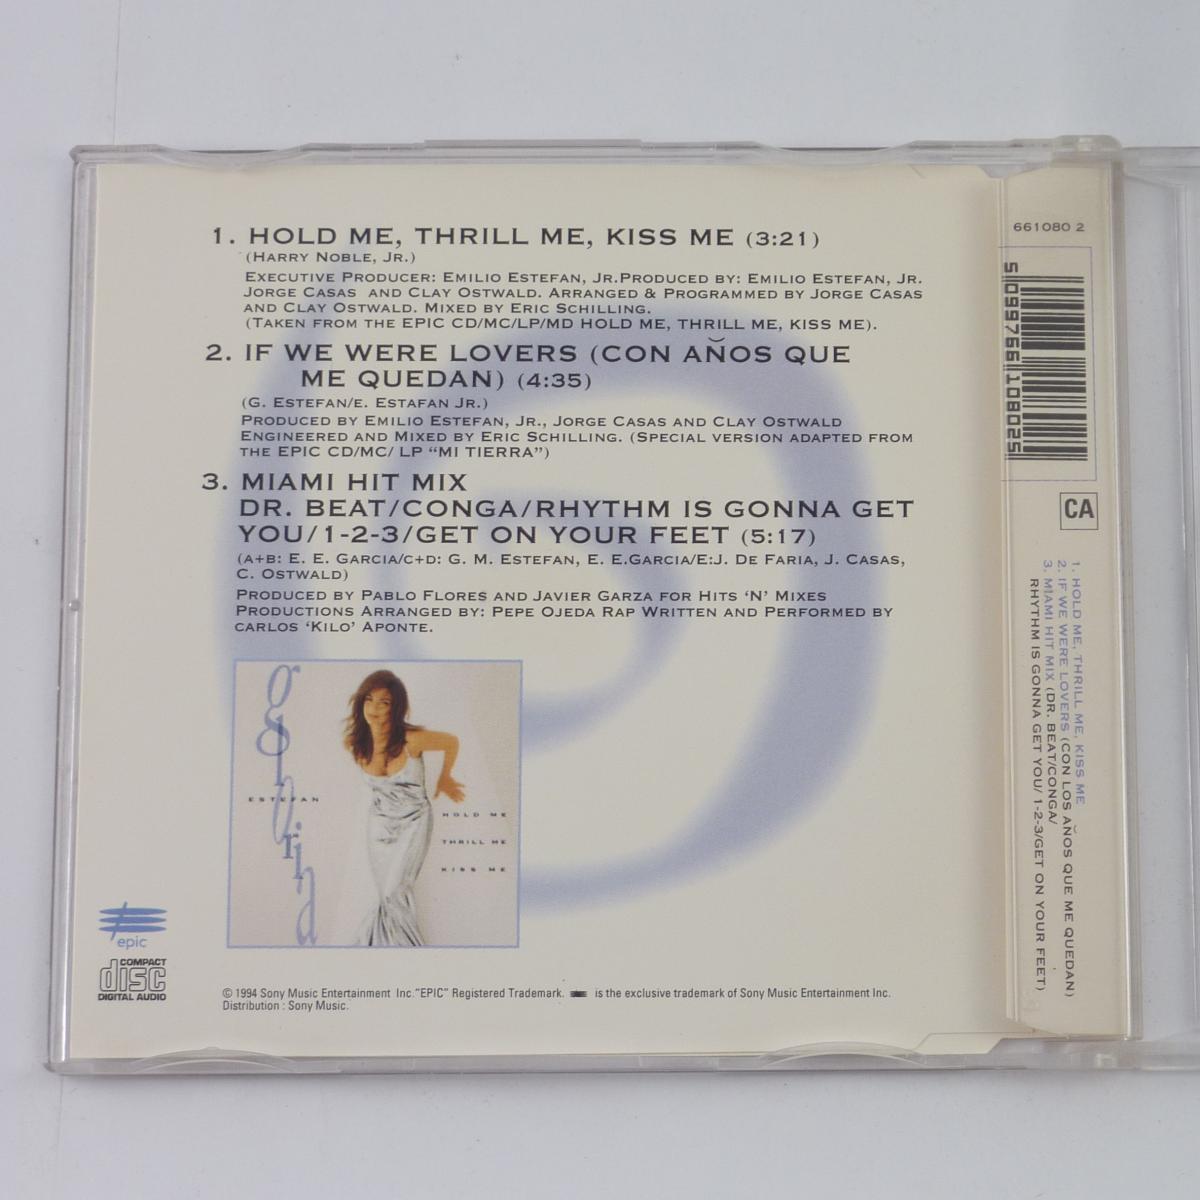 1. HOLD ME, THRILL ME, KISS ME (3:21)
(HARRY NOBLE, JR.)
EXECUTIVE PRODUCER: EMILIO ESTEFAN, JR.PRODUCED BY: EMILIO ESTEFAN, JR.
JORGE CASAS AND CLAY OSTWALD. ARRANGED & PROGRAMMED BY JORGE CASAS
AND CLAY OSTWALD. MIXED BY ERIC SCHILLING.
(TAKEN FROM THE EPIC CD/MC/LP/MD HOLD ME, THRILL ME, KISS ME).
2. IF WE WERE LOVERS (CON AÑOS QUE
ME QUEDAN) (4:35)
(G. ESTEFAN/E. ESTAFAN JR.)
PRODUCED BY EMILIO ESTEFAN, JR., JORGE CASAS AND CLAY OSTWALD
ENGINEERED AND MIXED BY ERIC SCHILLING. (SPECIAL VERSION ADAPTED FROM
THE EPIC CD/MC/ LP “MI TIERRA”)
3. MIAMI HIT MIX
DR. BEAT/CONGA/RHYTHM IS GONNA GET
YOU/1-2-3/GET ON YOUR FEET (5:17)
(A+B: E. E. GARCIA/C+D: G. M. ESTEFAN, E. E.GARCIA/E:J. DE FARIA, J. CASAS,
C. OSTWALD)
PRODUCED BY PABLO FLORES AND JAVIER GARZA FOR HITS ‘N’ MIXES
PRODUCTIONS ARRANGED BY: PEPE OJEDA RAP WRITTEN AND PERFORMED BY
CARLOS ‘KILO’ APONTE.
gloria
ESTEFAN
HOLD ME
THRILL ME
KISS ME
epic
COMPACT
disc
DIGITAL AUDIO
© 1994 Sony Music Entertainment Inc."EPIC" Registered Trademark. is the exclusive trademark of Sony Music Entertainment Inc.
Distribution : Sony Music.
661080 2
5 099766 108025
CA
1. HOLD ME, THRILL ME, KISS ME
2. IF WE WERE LOVERS (CON LOS AÑOS QUE ME QUEDAN)
3. MIAMI HIT MIX (DR. BEAT/CONGA/
RHYTHM IS GONNA GET YOU/ 1-2-3/GET ON YOUR FEET)